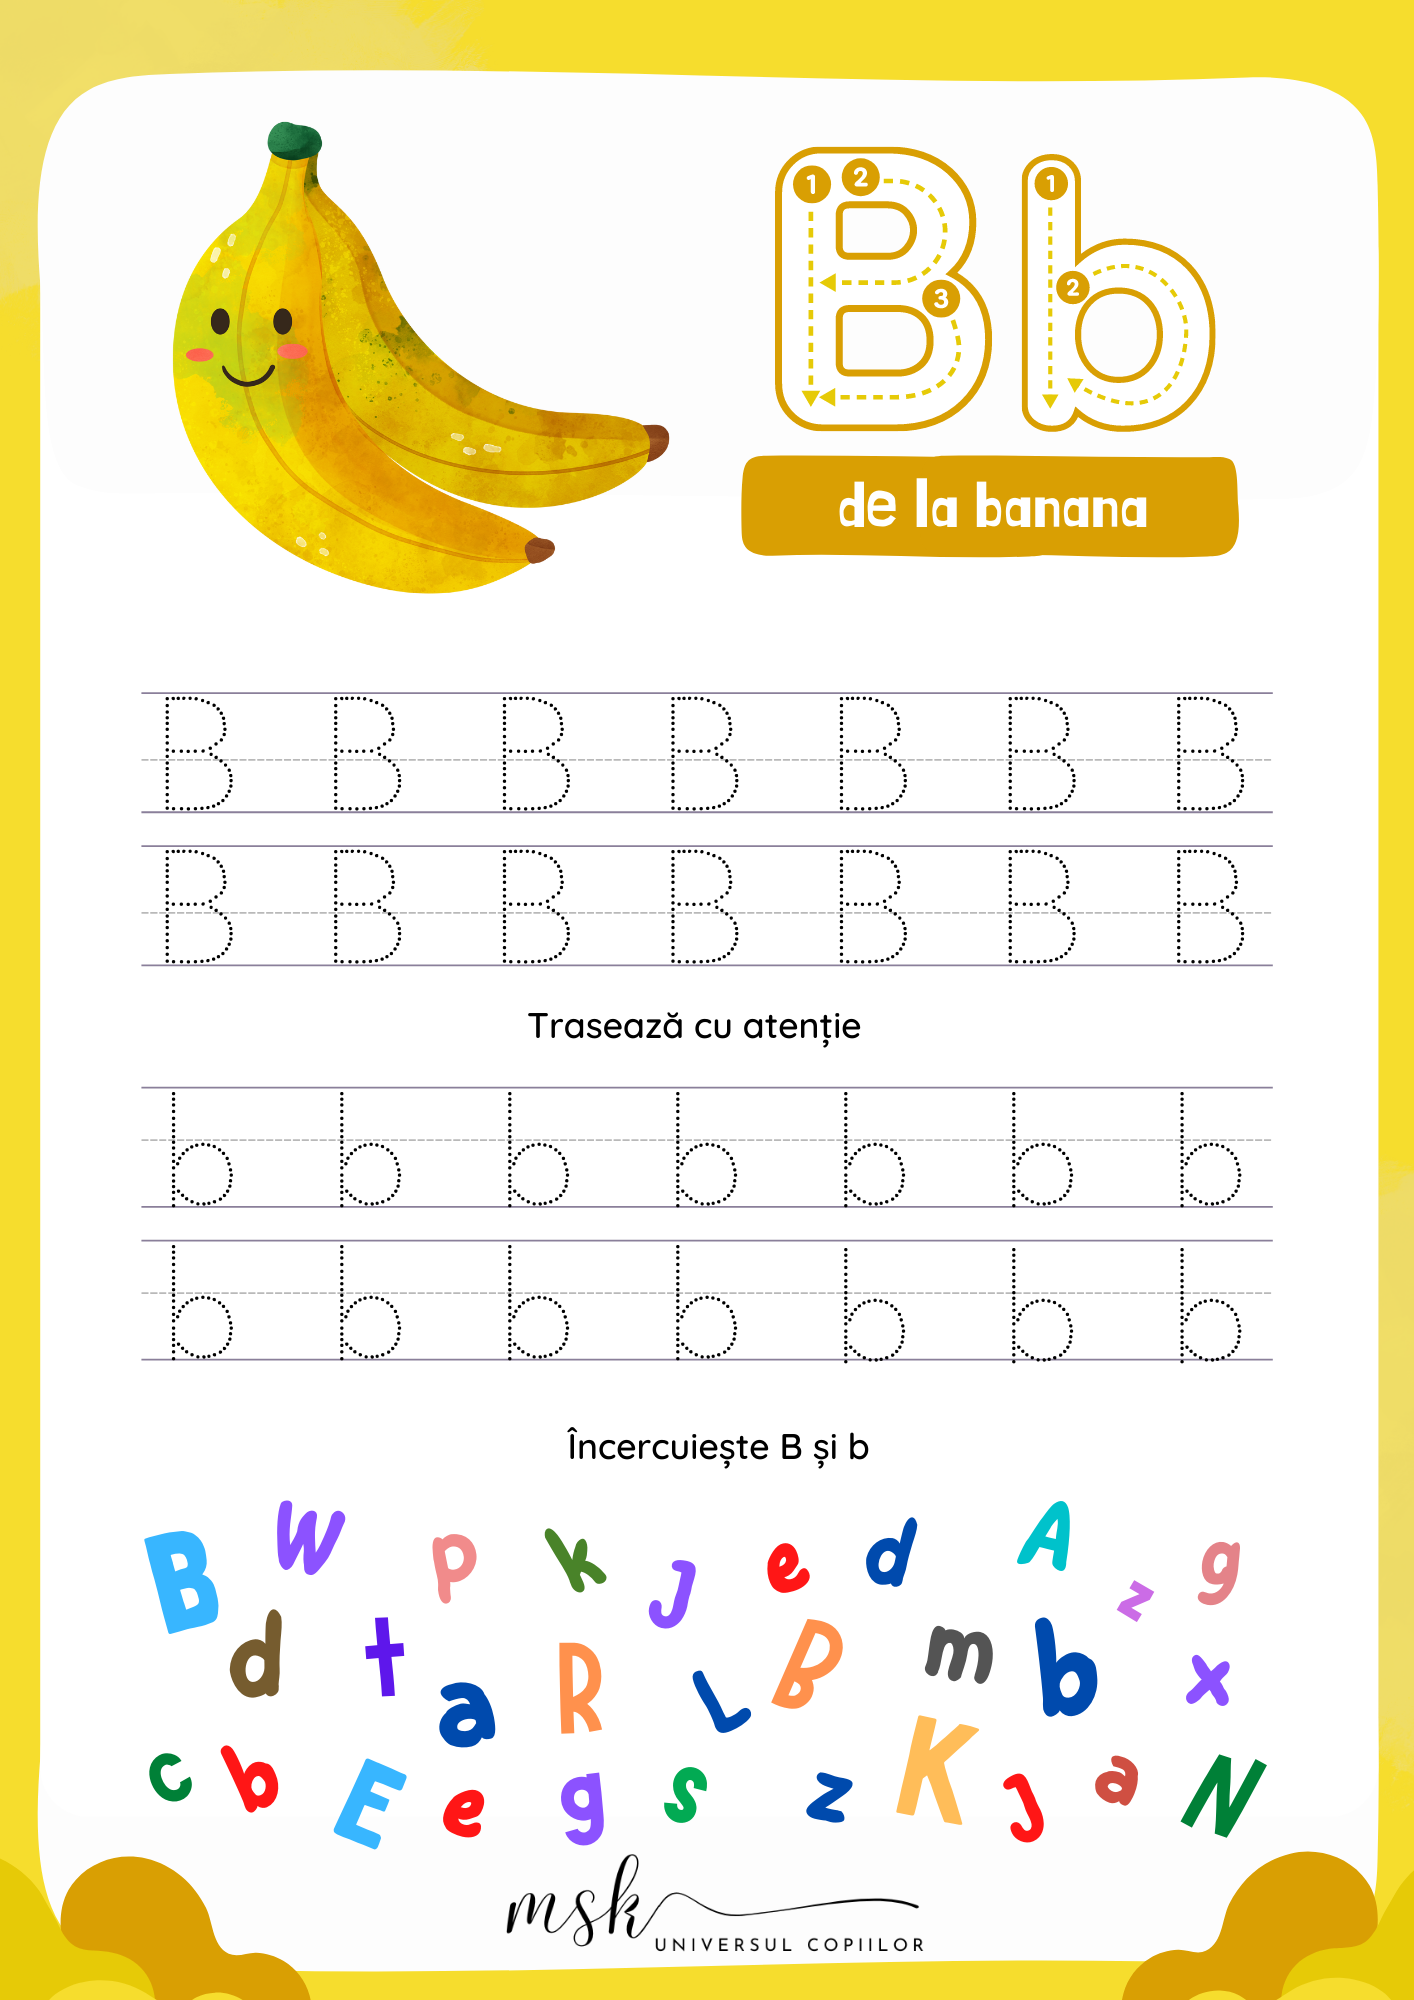 B b
1 2 3 1 2
de la banana
B B B B B B B
B B B B B B B
Trasează cu atenție
b b b b b b b
b b b b b b b
Încercuiește B și b
B W p k J e d A z g
d t a R L B m b x
c b E e g s z K J a N
msk
UNIVERSUL COPIILOR